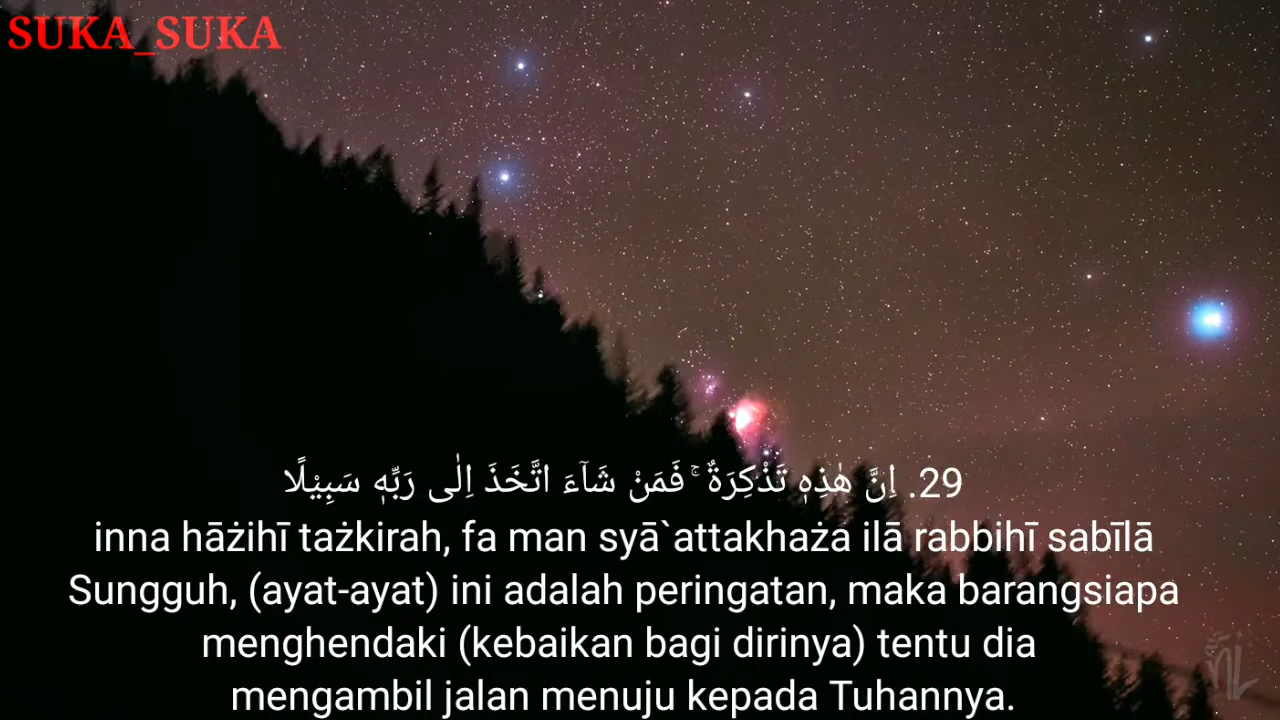 SUKA_SUKA
29. اِنَّ هٰذِهٖ تَذْكِرَةٌ ۚ فَمَنْ شَاۤءَ اتَّخَذَ اِلٰى رَبِّهٖ سَبِيْلًا
inna hāżihī tażkirah, fa man syā`attakhaża ilā rabbihī sabīlā
Sungguh, (ayat-ayat) ini adalah peringatan, maka barangsiapa
menghendaki (kebaikan bagi dirinya) tentu dia
mengambil jalan menuju kepada Tuhannya.